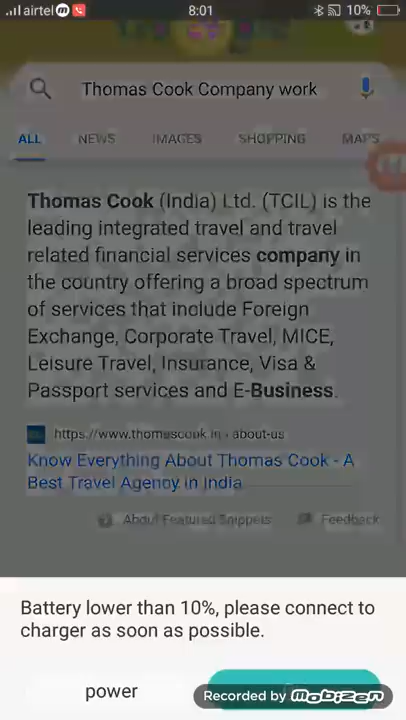 airtel 8:01 10%
Thomas Cook Company work
ALL NEWS IMAGES SHOPPING MAPS
Thomas Cook (India) Ltd. (TCIL) is the
leading integrated travel and travel
related financial services company in
the country offering a broad spectrum
of services that include Foreign
Exchange, Corporate Travel, MICE,
Leisure Travel, Insurance, Visa &
Passport services and E-Business.
https://www.thomascook.in › about-us
Know Everything About Thomas Cook - A
Best Travel Agency in India
About Featured Snippets Feedback
Battery lower than 10%, please connect to
charger as soon as possible.
power
Recorded by Mobizen